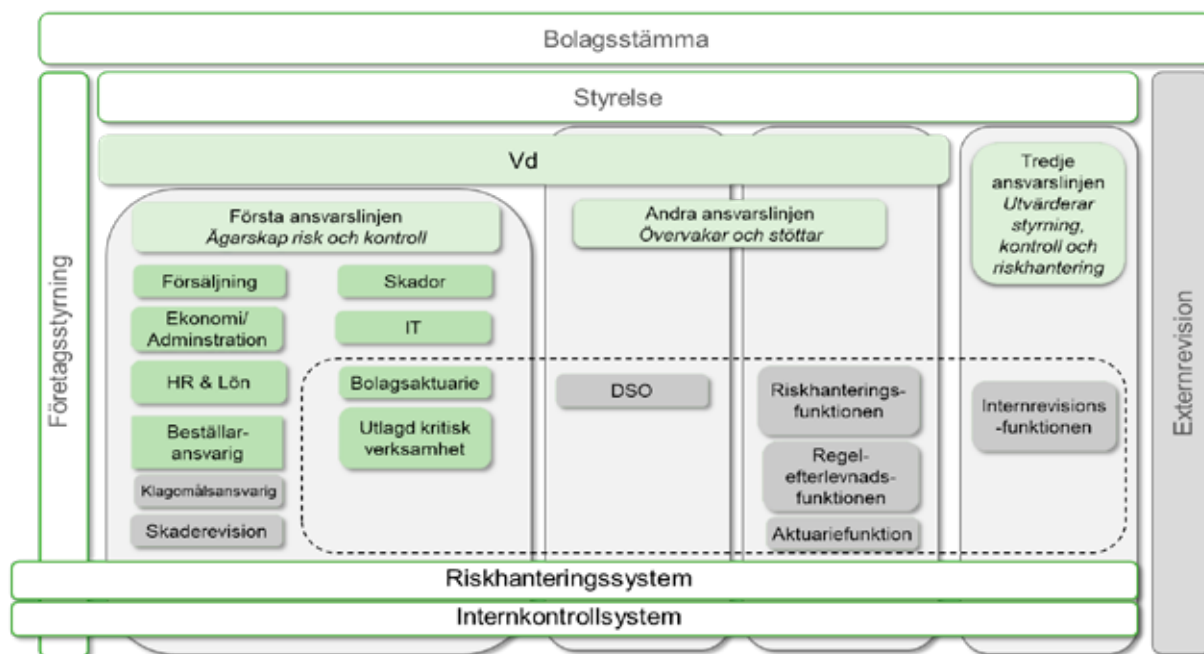 Bolagsstämma
Företagsstyrning
Styrelse
Externrevision
Vd
Första ansvarslinjen
Ägarskap risk och kontroll
Andra ansvarslinjen
Övervakar och stöttar
Tredje
ansvarslinjen
Utvärderar
styrning,
kontroll och
riskhantering
Försäljning
Ekonomi/
Adminstration
HR & Lön
Beställar-
ansvarig
Klagomålsansvarig
Skaderevision
Skador
IT
Bolagsaktuarie
Utlagd kritisk
verksamhet
DSO
Riskhanterings-
funktionen
Regel-
efterlevnads-
funktionen
Aktuariefunktion
Internrevisions
-funktionen
Riskhanteringssystem
Internkontrollsystem